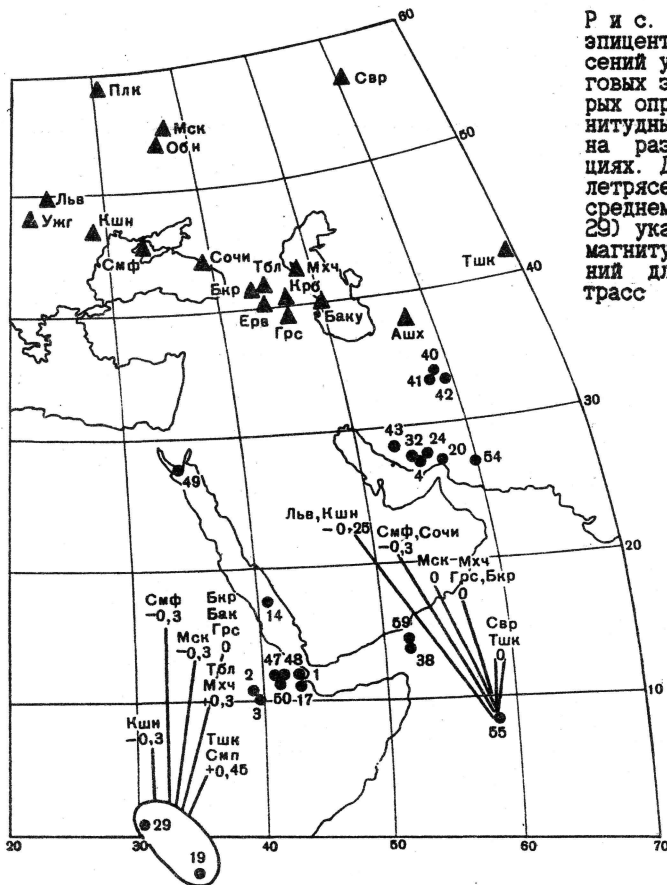 Р и с.
эпицент
сений у
говых э
рых опр
нитудны
на раз
циях. Д
летрясе
среднем
29) ука
магниту
ний дл
трасс
60
Плк
Свр
Мск
Обн
50
Льв
Ужг
Кшн
Смф
Сочи
Тбл
Мхч
Тшк
40
Бкр
Крб
Ерв
Грс
Баку
Ашх
40
41
42
30
43
32
24
4
20
54
49
20
Льв,Кшн
-0,25
Смф,Сочи
-0,3
Мск-Мхч
0
Грс,Бкр
0
Свр
Тшк
0
Смф
-0,3
Бкр
Бак
Грс
0
14
59
38
Мск
-0,3
47
48
1
Тбл
Мхч
+0,3
2
3
50
17
10
55
Кшн
-0,3
Тшк
Смп
+0,45
29
19
20
30
40
50
60
70